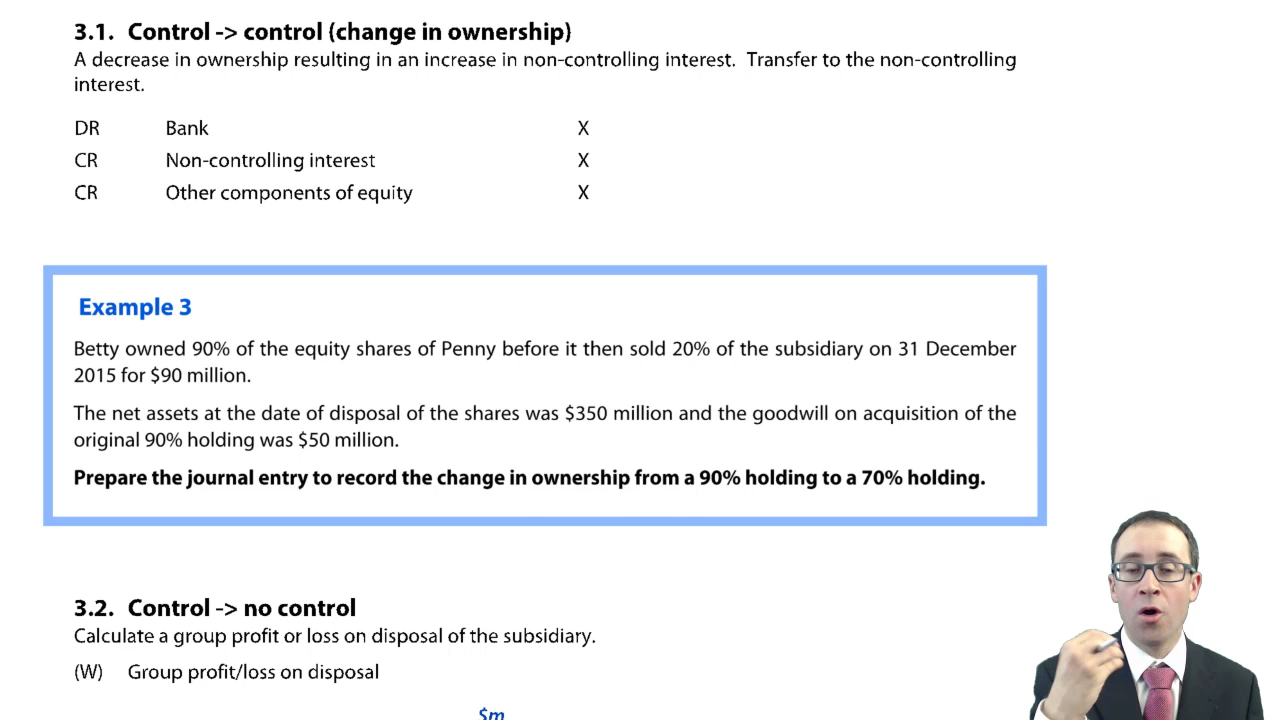 3.1. Control -> control (change in ownership)
A decrease in ownership resulting in an increase in non-controlling interest. Transfer to the non-controlling
interest.
DR Bank X
CR Non-controlling interest X
CR Other components of equity X
Example 3
Betty owned 90% of the equity shares of Penny before it then sold 20% of the subsidiary on 31 December
2015 for $90 million.
The net assets at the date of disposal of the shares was $350 million and the goodwill on acquisition of the
original 90% holding was $50 million.
Prepare the journal entry to record the change in ownership from a 90% holding to a 70% holding.
3.2. Control -> no control
Calculate a group profit or loss on disposal of the subsidiary.
(W) Group profit/loss on disposal
$m